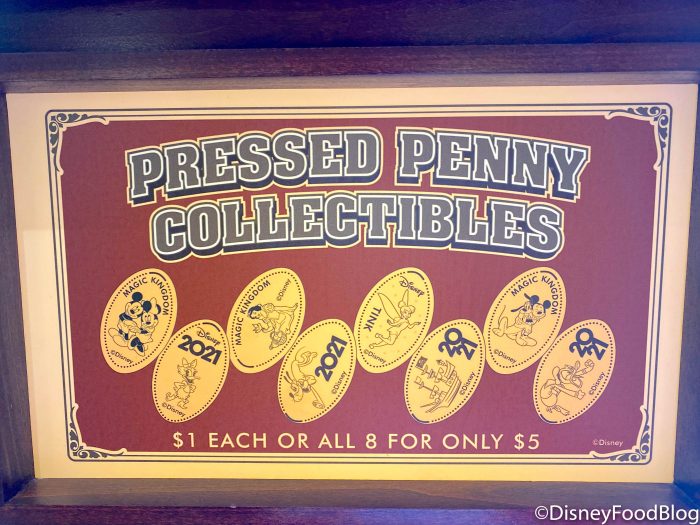 PRESSED PENNY
COLLECTIBLES
MAGIC KINGDOM
©Disney
Disney
2021
©Disney
MAGIC KINGDOM
©Disney
2021
©Disney
Disney
TINK
©Disney
2021
©Disney
MAGIC KINGDOM
©Disney
2021
©Disney
$1 EACH OR ALL 8 FOR ONLY $5
©Disney
©DisneyFoodBlog